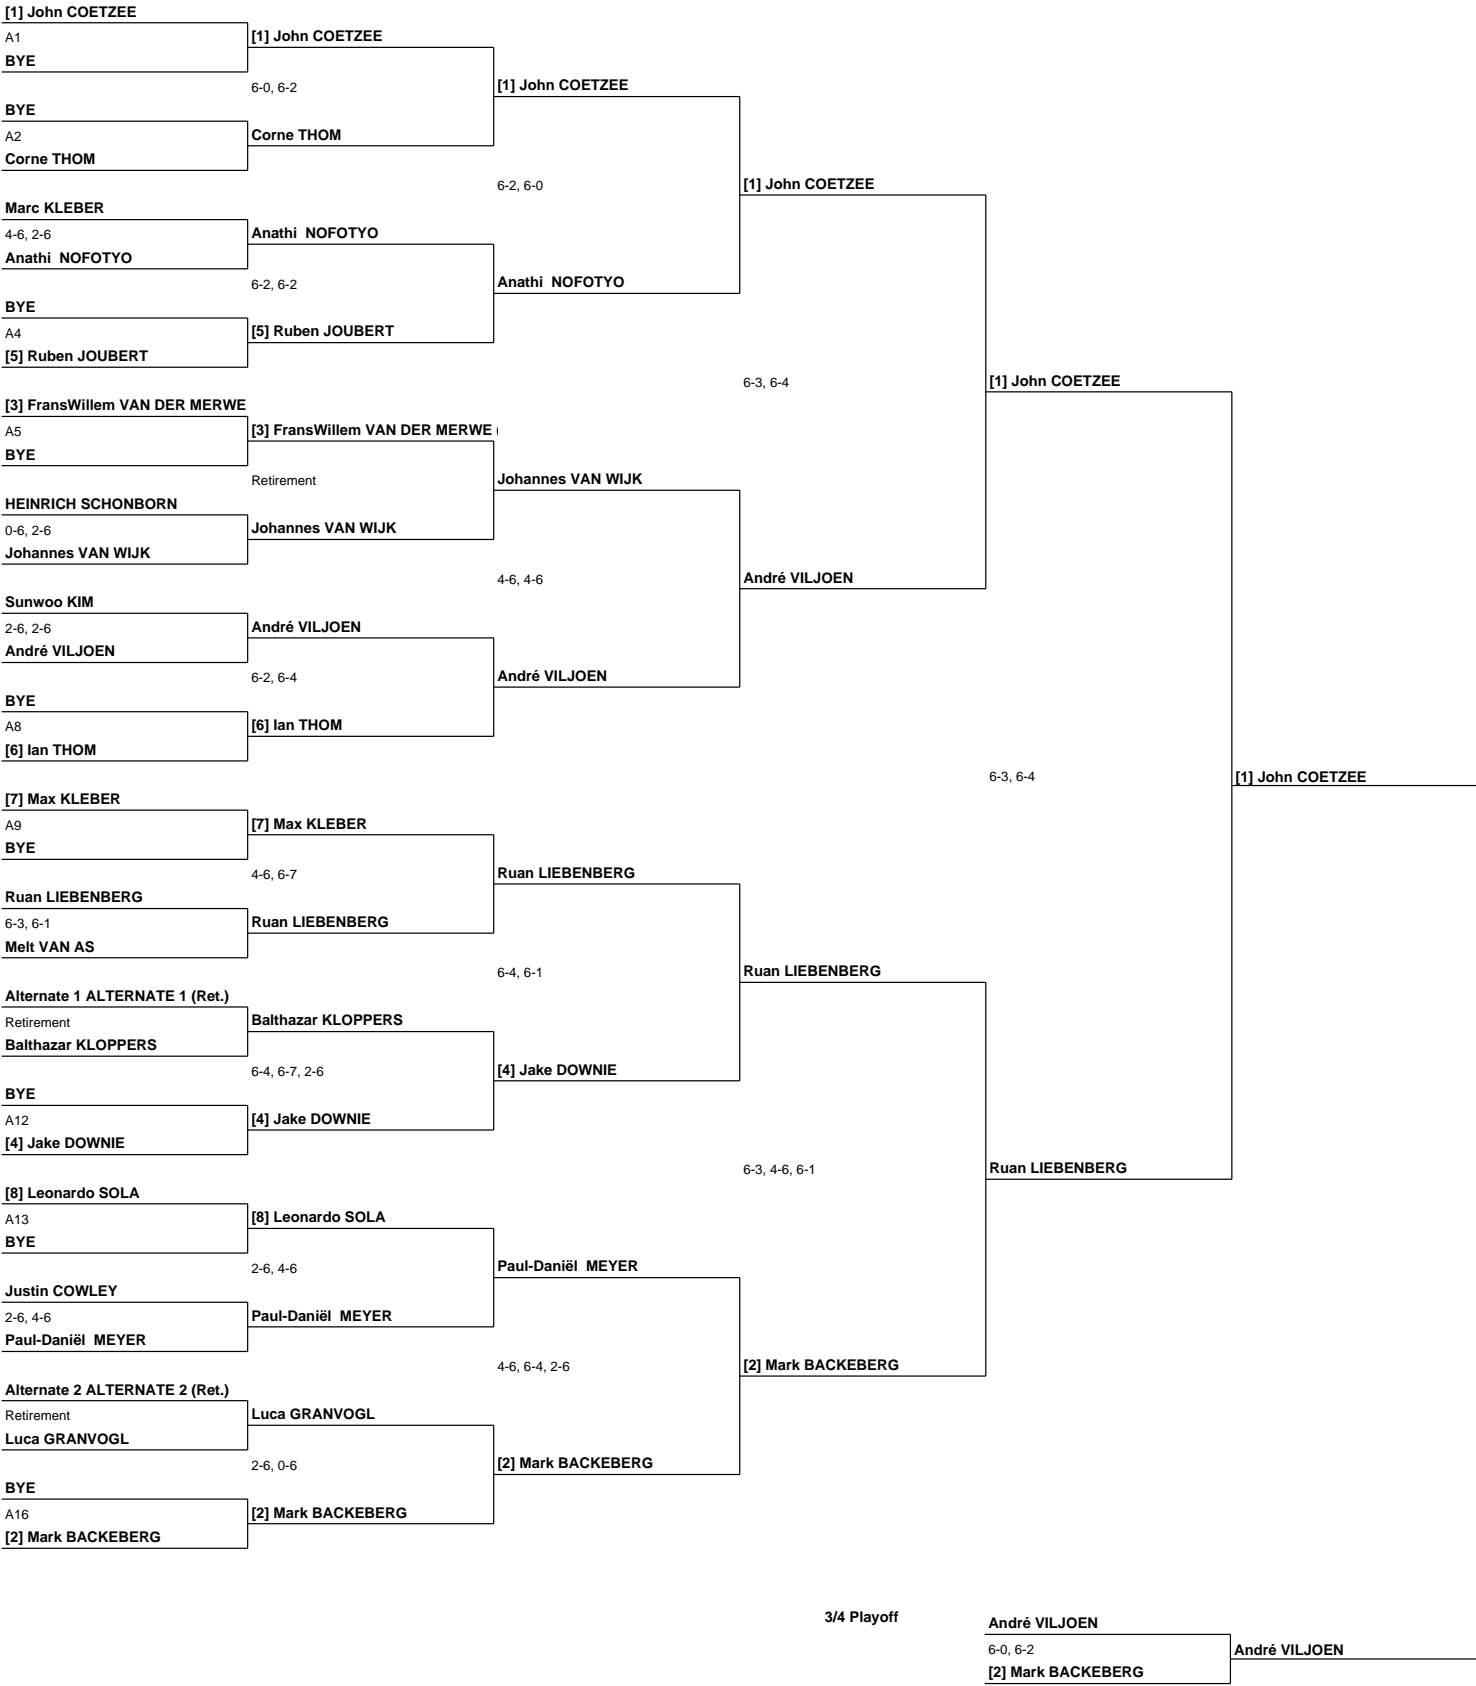 [1] John COETZEE
A1
BYE
BYE
A2
Corne THOM
Marc KLEBER
4-6, 2-6
Anathi  NOFOTYO
BYE
A4
[5] Ruben JOUBERT
[3] FransWillem VAN DER MERWE
A5
BYE
HEINRICH SCHONBORN
0-6, 2-6
Johannes VAN WIJK
Sunwoo KIM
2-6, 2-6
André VILJOEN
BYE
A8
[6] Ian THOM
[7] Max KLEBER
A9
BYE
Ruan LIEBENBERG
6-3, 6-1
Melt VAN AS
Alternate 1 ALTERNATE 1 (Ret.)
Retirement
Balthazar KLOPPERS
BYE
A12
[4] Jake DOWNIE
[8] Leonardo SOLA
A13
BYE
Justin COWLEY
2-6, 4-6
Paul-Daniël  MEYER
Alternate 2 ALTERNATE 2 (Ret.)
Retirement
Luca GRANVOGL
BYE
A16
[2] Mark BACKEBERG
[1] John COETZEE
6-0, 6-2
Corne THOM
Anathi  NOFOTYO
6-2, 6-2
[5] Ruben JOUBERT
[3] FransWillem VAN DER MERWE (
Retirement
Johannes VAN WIJK
André VILJOEN
6-2, 6-4
[6] Ian THOM
[7] Max KLEBER
4-6, 6-7
Ruan LIEBENBERG
Balthazar KLOPPERS
6-4, 6-7, 2-6
[4] Jake DOWNIE
[8] Leonardo SOLA
2-6, 4-6
Paul-Daniël  MEYER
Luca GRANVOGL
2-6, 0-6
[2] Mark BACKEBERG
[1] John COETZEE
6-2, 6-0
Anathi  NOFOTYO
Johannes VAN WIJK
4-6, 4-6
André VILJOEN
Ruan LIEBENBERG
6-4, 6-1
[4] Jake DOWNIE
Paul-Daniël  MEYER
4-6, 6-4, 2-6
[2] Mark BACKEBERG
[1] John COETZEE
6-3, 6-4
André VILJOEN
Ruan LIEBENBERG
6-3, 4-6, 6-1
[2] Mark BACKEBERG
[1] John COETZEE
6-3, 6-4
Ruan LIEBENBERG
[1] John COETZEE
3/4 Playoff
André VILJOEN
6-0, 6-2
[2] Mark BACKEBERG
André VILJOEN